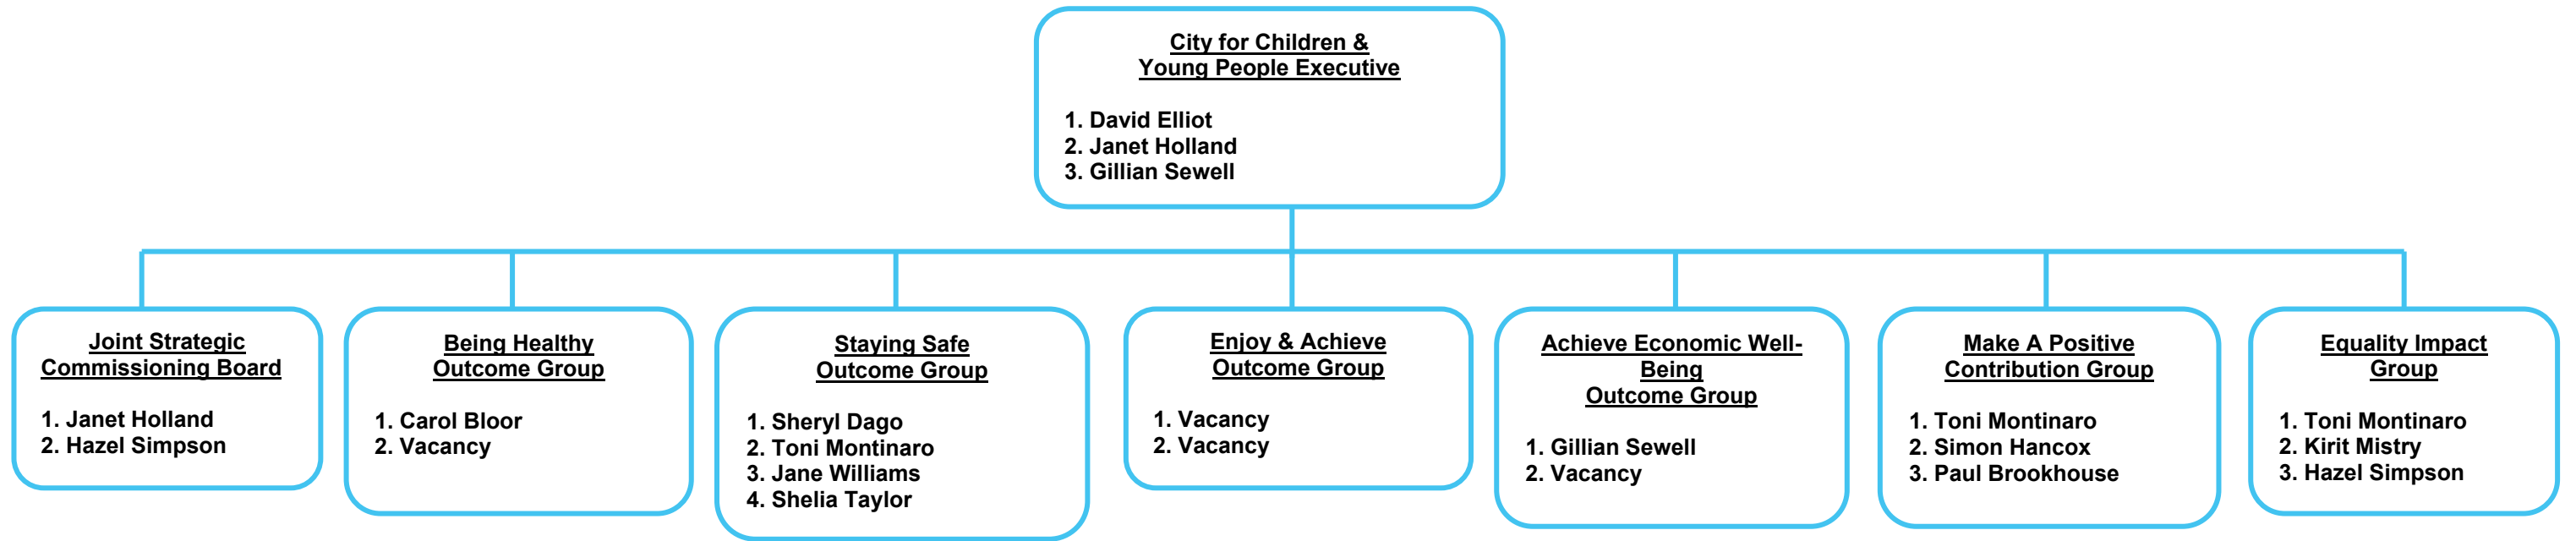 City for Children &
Young People Executive
1. David Elliot
2. Janet Holland
3. Gillian Sewell
Joint Strategic
Commissioning Board
1. Janet Holland
2. Hazel Simpson
Being Healthy
Outcome Group
1. Carol Bloor
2. Vacancy
Staying Safe
Outcome Group
1. Sheryl Dago
2. Toni Montinaro
3. Jane Williams
4. Shelia Taylor
Enjoy & Achieve
Outcome Group
1. Vacancy
2. Vacancy
Achieve Economic Well-
Being
Outcome Group
1. Gillian Sewell
2. Vacancy
Make A Positive
Contribution Group
1. Toni Montinaro
2. Simon Hancox
3. Paul Brookhouse
Equality Impact
Group
1. Toni Montinaro
2. Kirit Mistry
3. Hazel Simpson